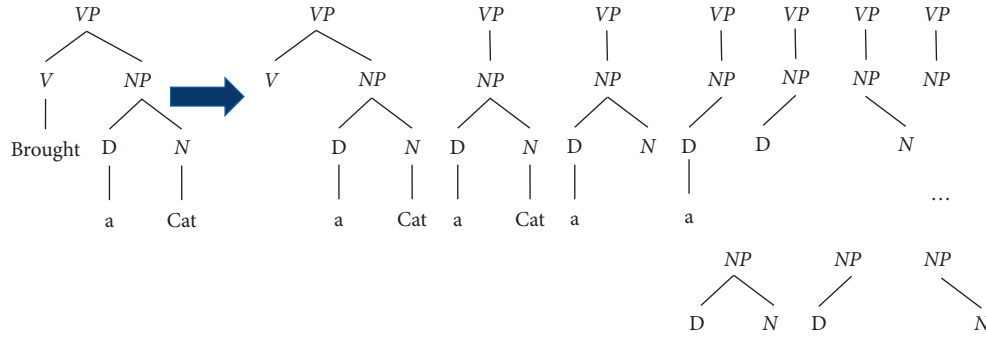 VP VP VP VP VP VP VP VP
V NP V NP NP NP NP NP NP NP
Brought D N D N D N D N D D N
a Cat a Cat a Cat a a ...
NP NP NP
D N D N